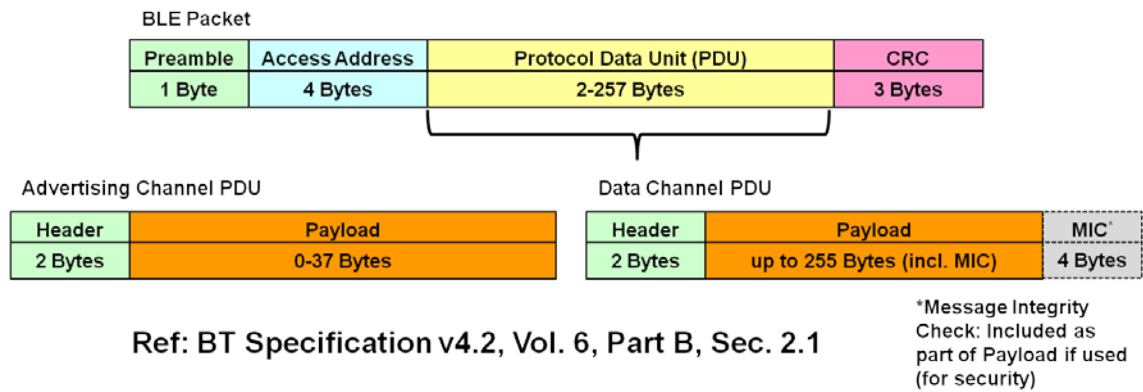 BLE Packet
Preamble Access Address Protocol Data Unit (PDU) CRC
1 Byte 4 Bytes 2-257 Bytes 3 Bytes
Advertising Channel PDU
Header Payload
2 Bytes 0-37 Bytes
Data Channel PDU
Header Payload MIC*
2 Bytes up to 255 Bytes (incl. MIC) 4 Bytes
*Message Integrity
Check: Included as
part of Payload if used
(for security)
Ref: BT Specification v4.2, Vol. 6, Part B, Sec. 2.1